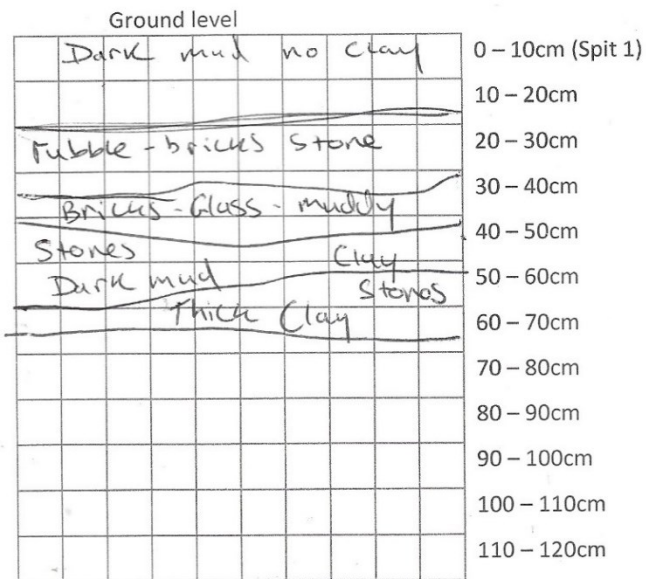 Ground level
Dark mud no clay
0 – 10cm (Spit 1)
10 – 20cm
rubble - bricks stone
20 – 30cm
30 – 40cm
Bricks - Glass - muddy
40 – 50cm
Stones Clay
50 – 60cm
Dark mud Stones
Thick Clay
60 – 70cm
70 – 80cm
80 – 90cm
90 – 100cm
100 – 110cm
110 – 120cm